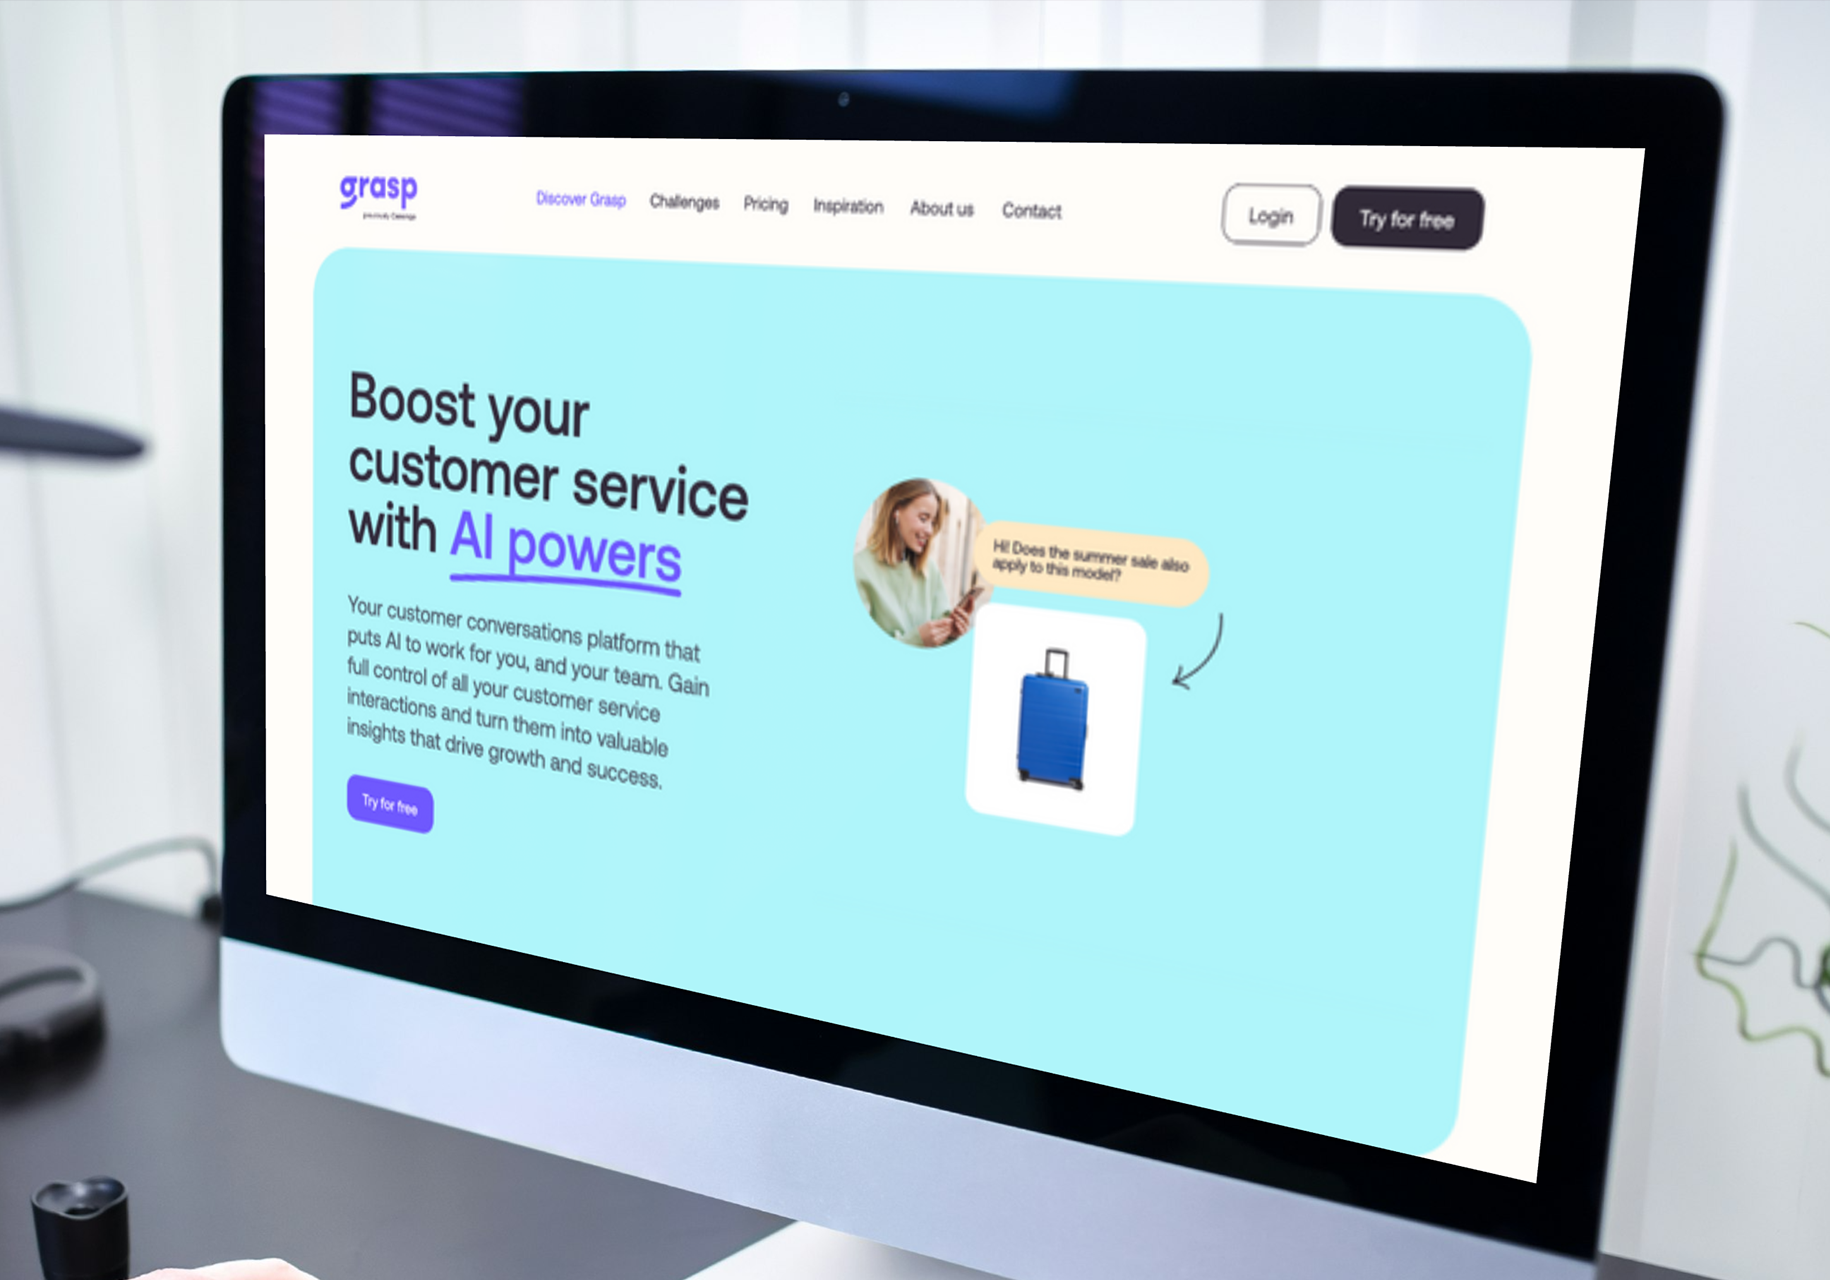 grasp
Discover Grasp Challenges Pricing Inspiration About us Contact
Login
Try for free
Boost your
customer service
with AI powers
Your customer conversations platform that
puts AI to work for you, and your team. Gain
full control of all your customer service
interactions and turn them into valuable
insights that drive growth and success.
Try for free
Hi! Does the summer sale also
apply to this model?